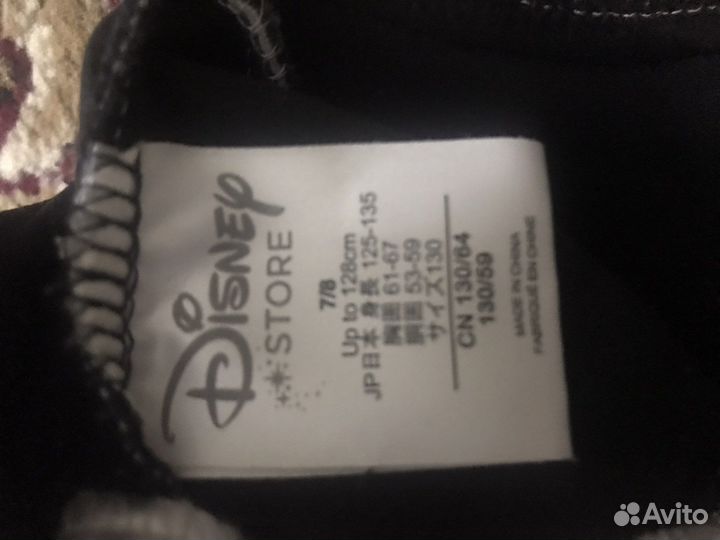 Disney
STORE
7/8
Up to 128cm
JP日本 身長 125-135
胸囲 61-67
胴囲 53-59
サイズ130
CN 130/64
130/59
MADE IN CHINA
FABRIQUÉ EN CHINE
Avito